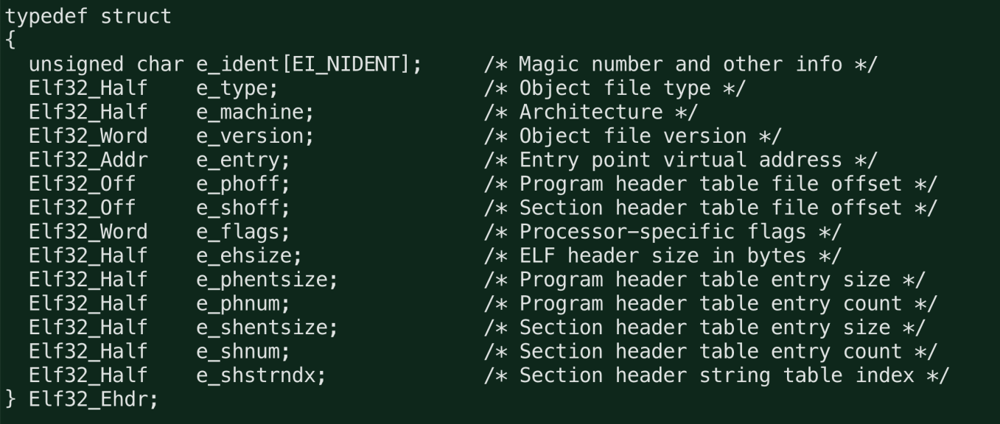 typedef struct
{
  unsigned char e_ident[EI_NIDENT];     /* Magic number and other info */
  Elf32_Half    e_type;                 /* Object file type */
  Elf32_Half    e_machine;              /* Architecture */
  Elf32_Word    e_version;              /* Object file version */
  Elf32_Addr    e_entry;                /* Entry point virtual address */
  Elf32_Off     e_phoff;                /* Program header table file offset */
  Elf32_Off     e_shoff;                /* Section header table file offset */
  Elf32_Word    e_flags;                /* Processor-specific flags */
  Elf32_Half    e_ehsize;               /* ELF header size in bytes */
  Elf32_Half    e_phentsize;            /* Program header table entry size */
  Elf32_Half    e_phnum;                /* Program header table entry count */
  Elf32_Half    e_shentsize;            /* Section header table entry size */
  Elf32_Half    e_shnum;                /* Section header table entry count */
  Elf32_Half    e_shstrndx;             /* Section header string table index */
} Elf32_Ehdr;